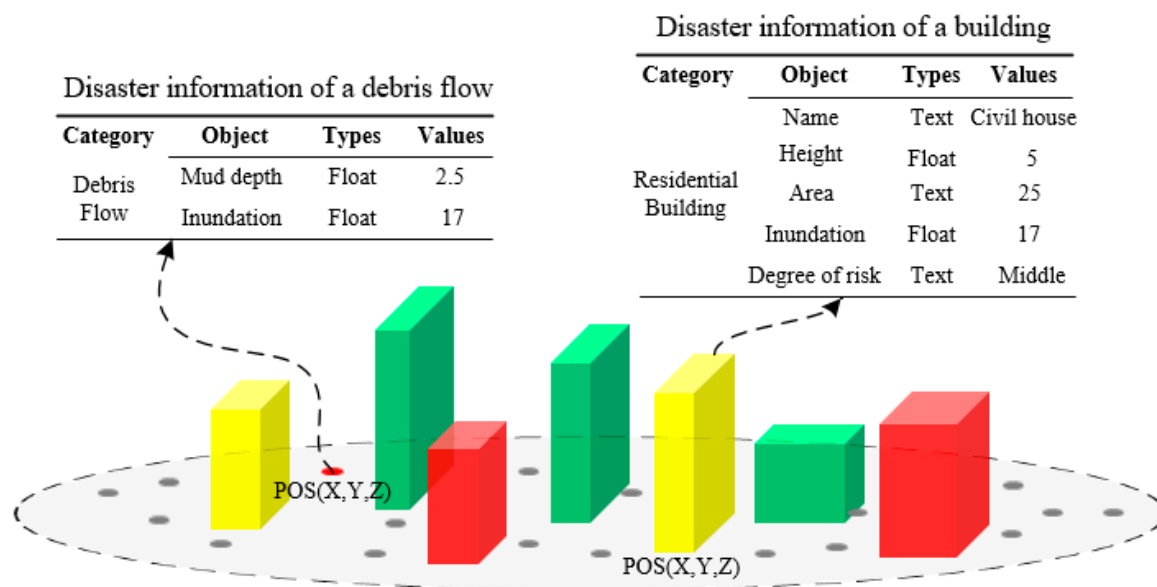 Disaster information of a debris flow
Category Object Types Values
Debris Flow
Mud depth Float 2.5
Inundation Float 17
Disaster information of a building
Category Object Types Values
Residential Building
Name Text Civil house
Height Float 5
Area Text 25
Inundation Float 17
Degree of risk Text Middle
POS(X,Y,Z)
POS(X,Y,Z)